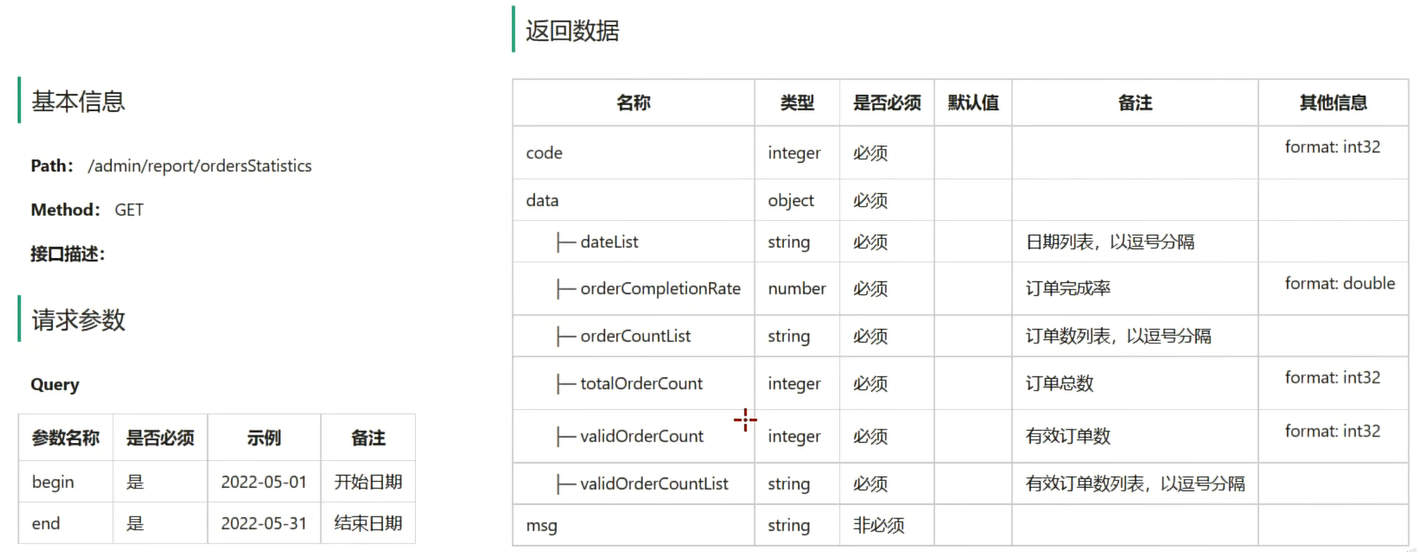 基本信息
Path： /admin/report/ordersStatistics
Method： GET
接口描述：
请求参数
Query
参数名称 是否必须 示例 备注
begin 是 2022-05-01 开始日期
end 是 2022-05-31 结束日期
返回数据
名称 类型 是否必须 默认值 备注 其他信息
code integer 必须 format: int32
data object 必须
├─ dateList string 必须 日期列表，以逗号分隔
├─ orderCompletionRate number 必须 订单完成率 format: double
├─ orderCountList string 必须 订单数列表，以逗号分隔
├─ totalOrderCount integer 必须 订单总数 format: int32
├─ validOrderCount integer 必须 有效订单数 format: int32
├─ validOrderCountList string 必须 有效订单数列表，以逗号分隔
msg string 非必须